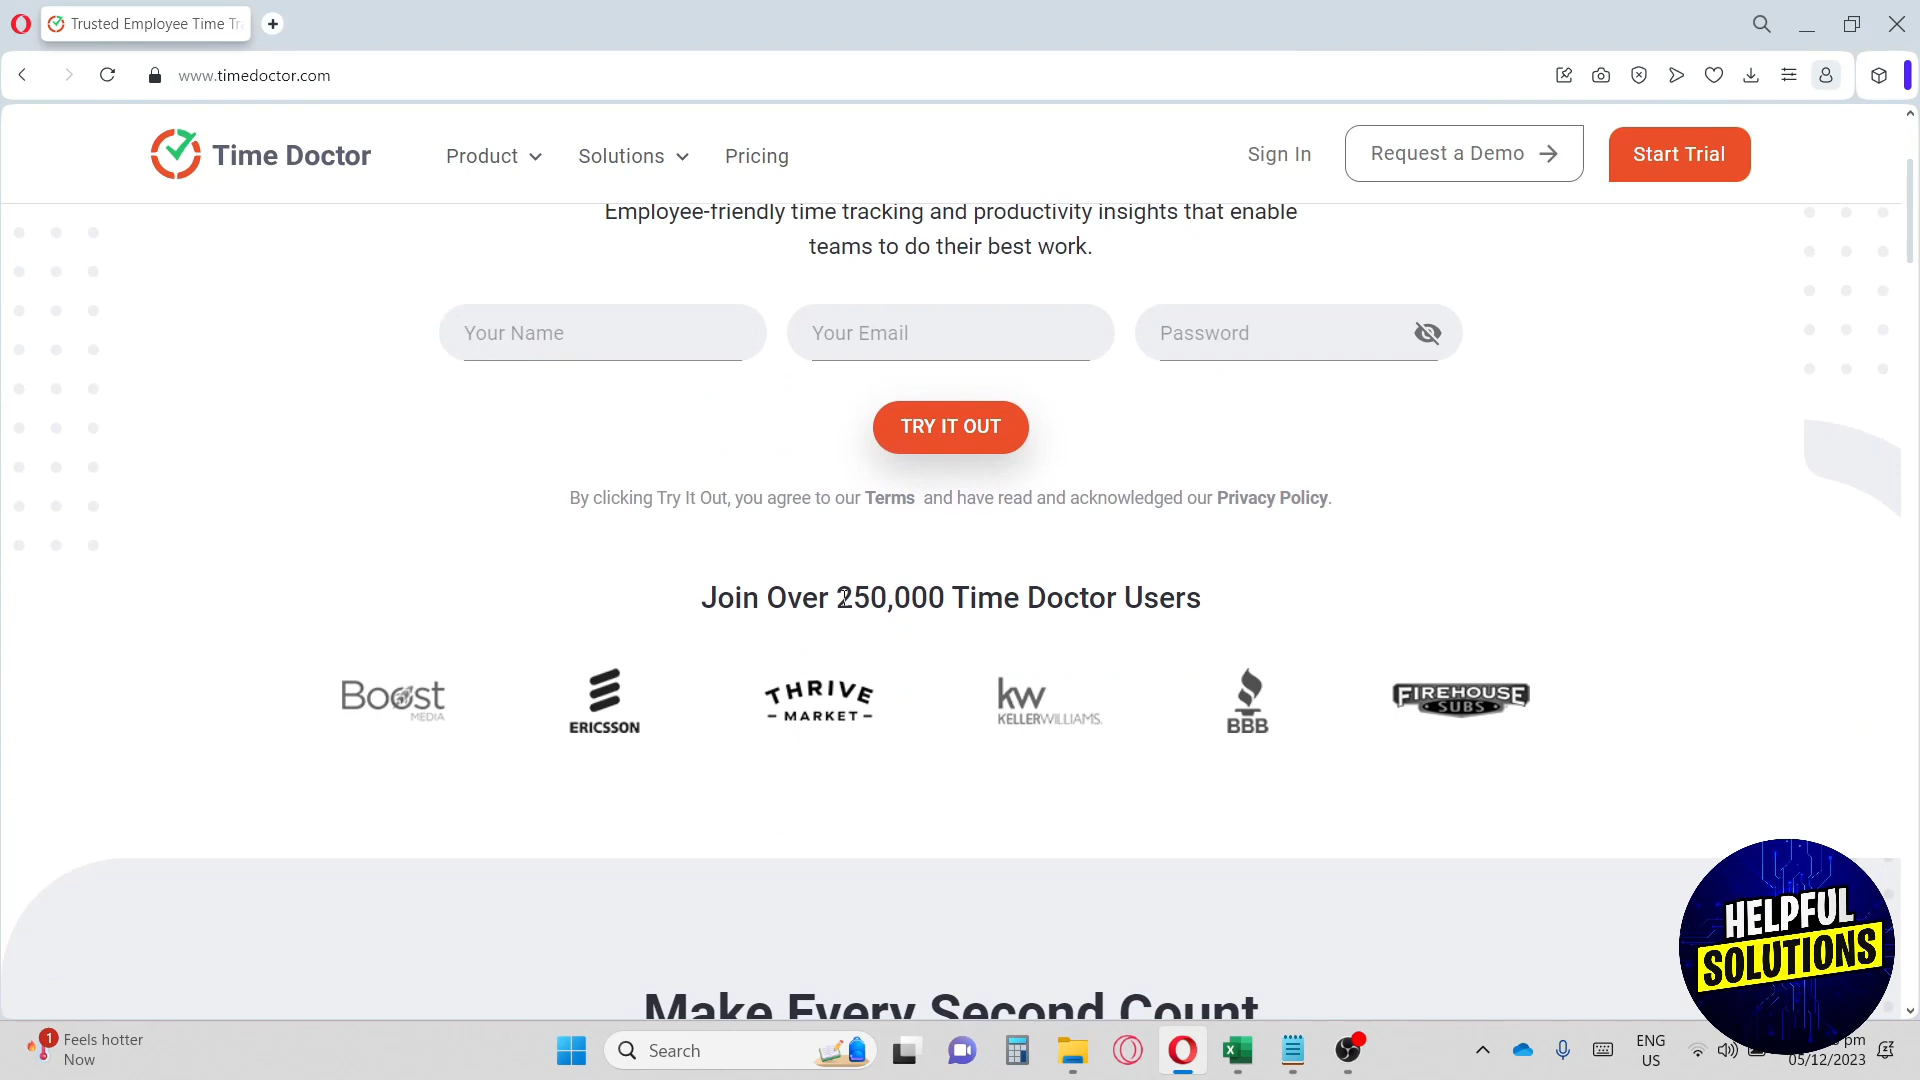 Trusted Employee Time Tr
www.timedoctor.com
Time Doctor
Product
Solutions
Pricing
Sign In
Request a Demo
Start Trial
Employee-friendly time tracking and productivity insights that enable
teams to do their best work.
Your Name
Your Email
Password
TRY IT OUT
By clicking Try It Out, you agree to our Terms and have read and acknowledged our Privacy Policy.
Join Over 250,000 Time Doctor Users
Boost
MEDIA
ERICSSON
THRIVE
MARKET
kw
KELLERWILLIAMS.
BBB
FIREHOUSE
SUBS
Make Every Second Count
HELPFUL
SOLUTIONS
1
Feels hotter
Now
Search
ENG
US
pm
05/12/2023